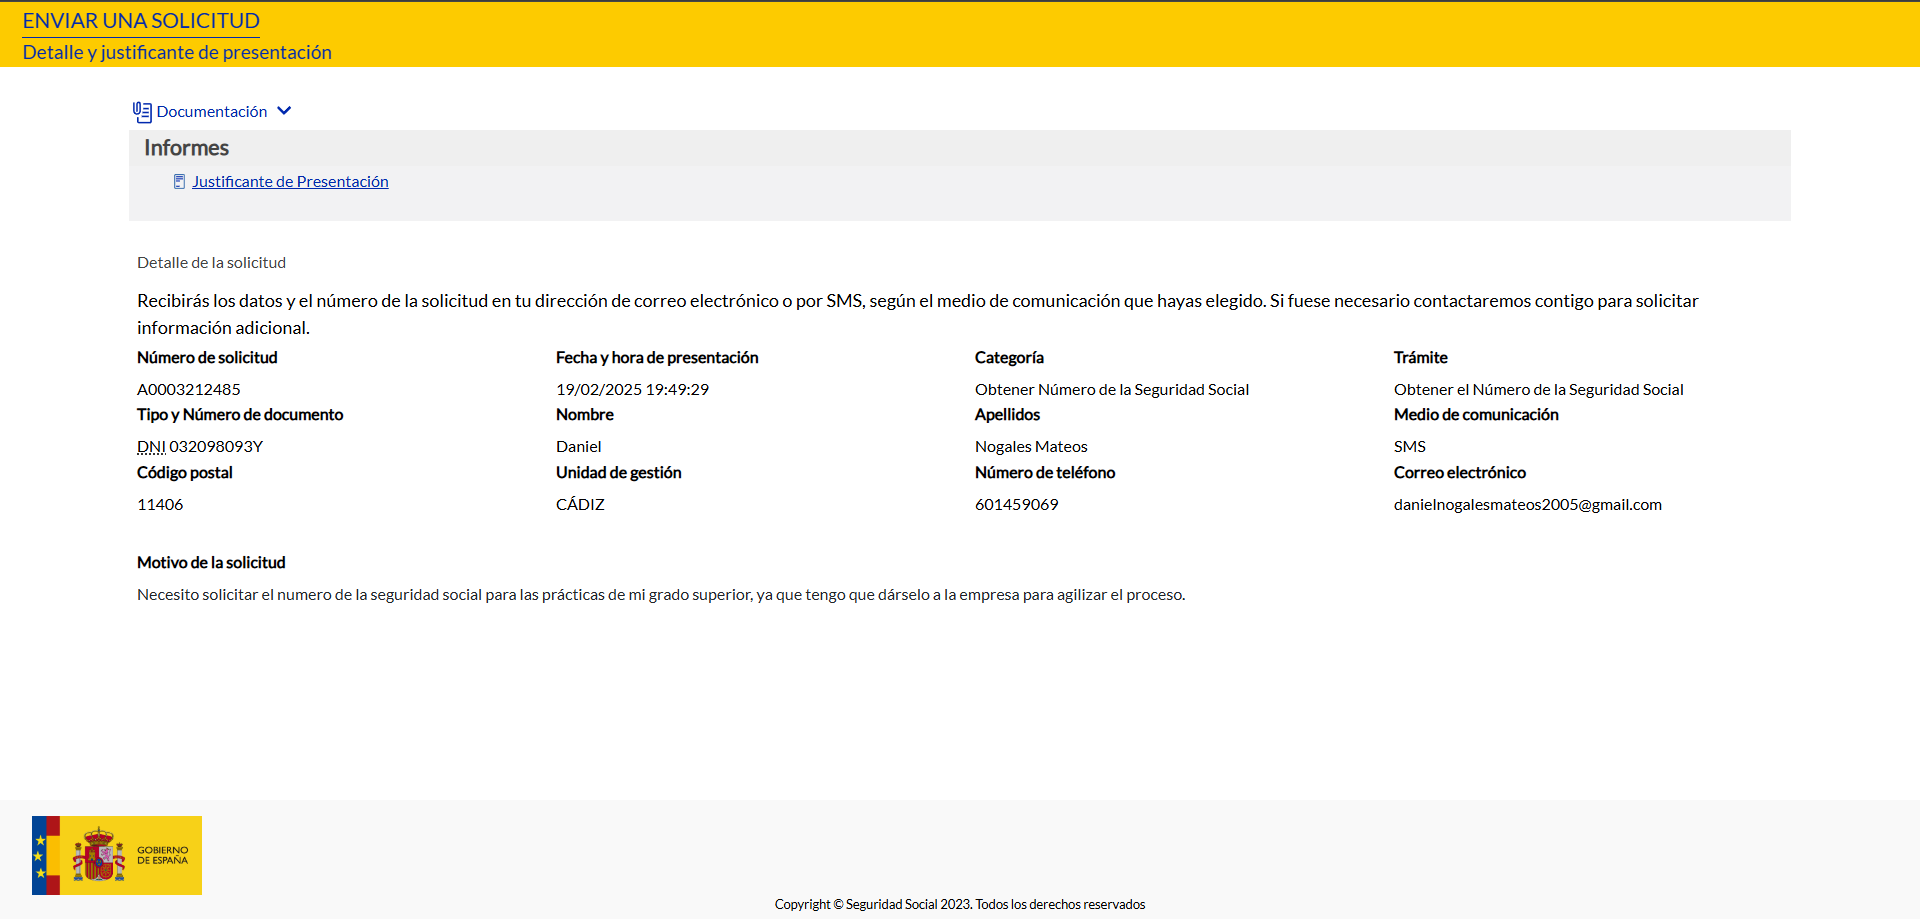 ENVIAR UNA SOLICITUD
Detalle y justificante de presentación
Documentación
Informes
Justificante de Presentación
Detalle de la solicitud
Recibirás los datos y el número de la solicitud en tu dirección de correo electrónico o por SMS, según el medio de comunicación que hayas elegido. Si fuese necesario contactaremos contigo para solicitar
información adicional.
Número de solicitud Fecha y hora de presentación Categoría Trámite
A0003212485 19/02/2025 19:49:29 Obtener Número de la Seguridad Social Obtener el Número de la Seguridad Social
Tipo y Número de documento Nombre Apellidos Medio de comunicación
DNI 032098093Y Daniel Nogales Mateos SMS
Código postal Unidad de gestión Número de teléfono Correo electrónico
11406 CÁDIZ 601459069 danielnogalesmateos2005@gmail.com
Motivo de la solicitud
Necesito solicitar el numero de la seguridad social para las prácticas de mi grado superior, ya que tengo que dárselo a la empresa para agilizar el proceso.
GOBIERNO
DE ESPAÑA
Copyright © Seguridad Social 2023. Todos los derechos reservados